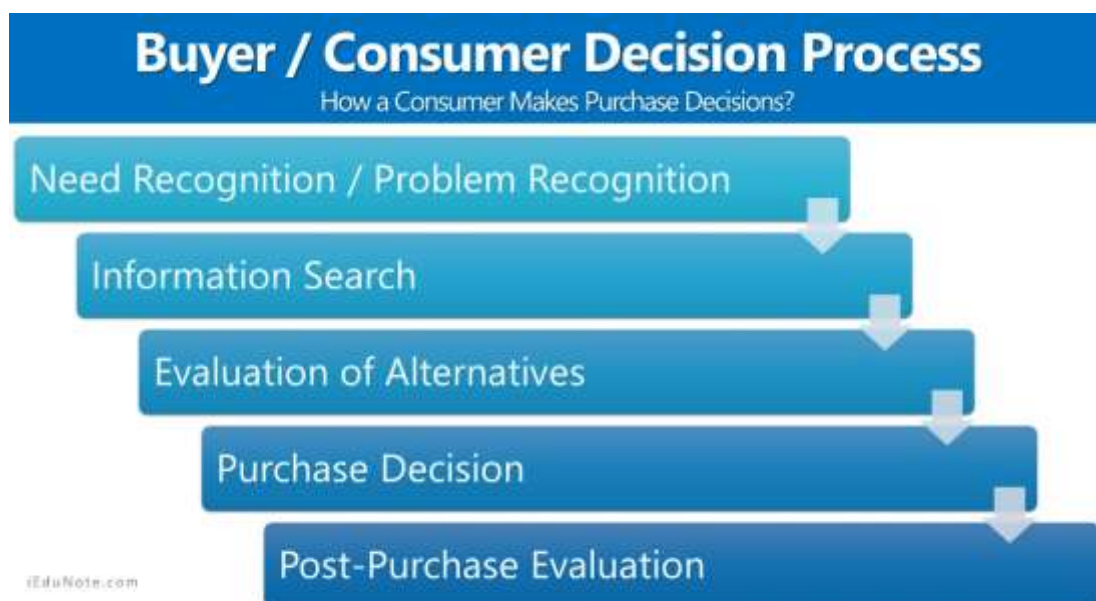 Buyer / Consumer Decision Process
How a Consumer Makes Purchase Decisions?
Need Recognition / Problem Recognition
Information Search
Evaluation of Alternatives
Purchase Decision
Post-Purchase Evaluation
iEduNote.com